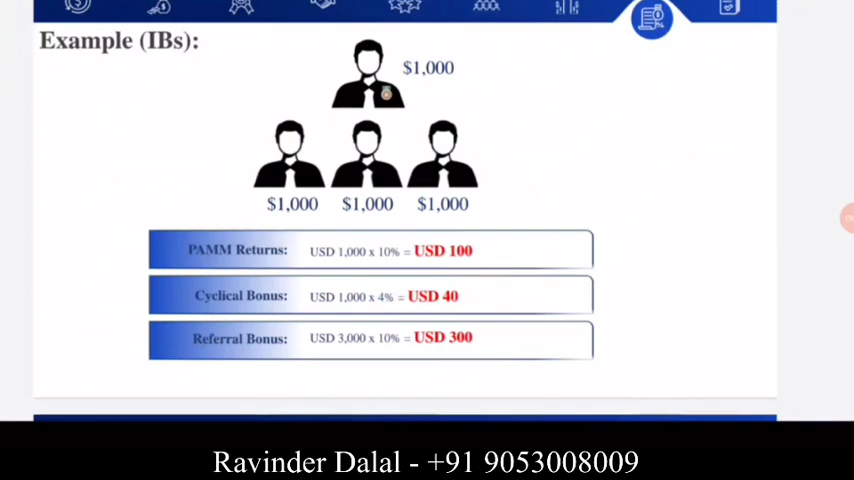 Example (IBs):
$1,000
$1,000 $1,000 $1,000
PAMM Returns: USD 1,000 x 10% = USD 100
Cyclical Bonus: USD 1,000 x 4% = USD 40
Referral Bonus: USD 3,000 x 10% = USD 300
Ravinder Dalal - +91 9053008009